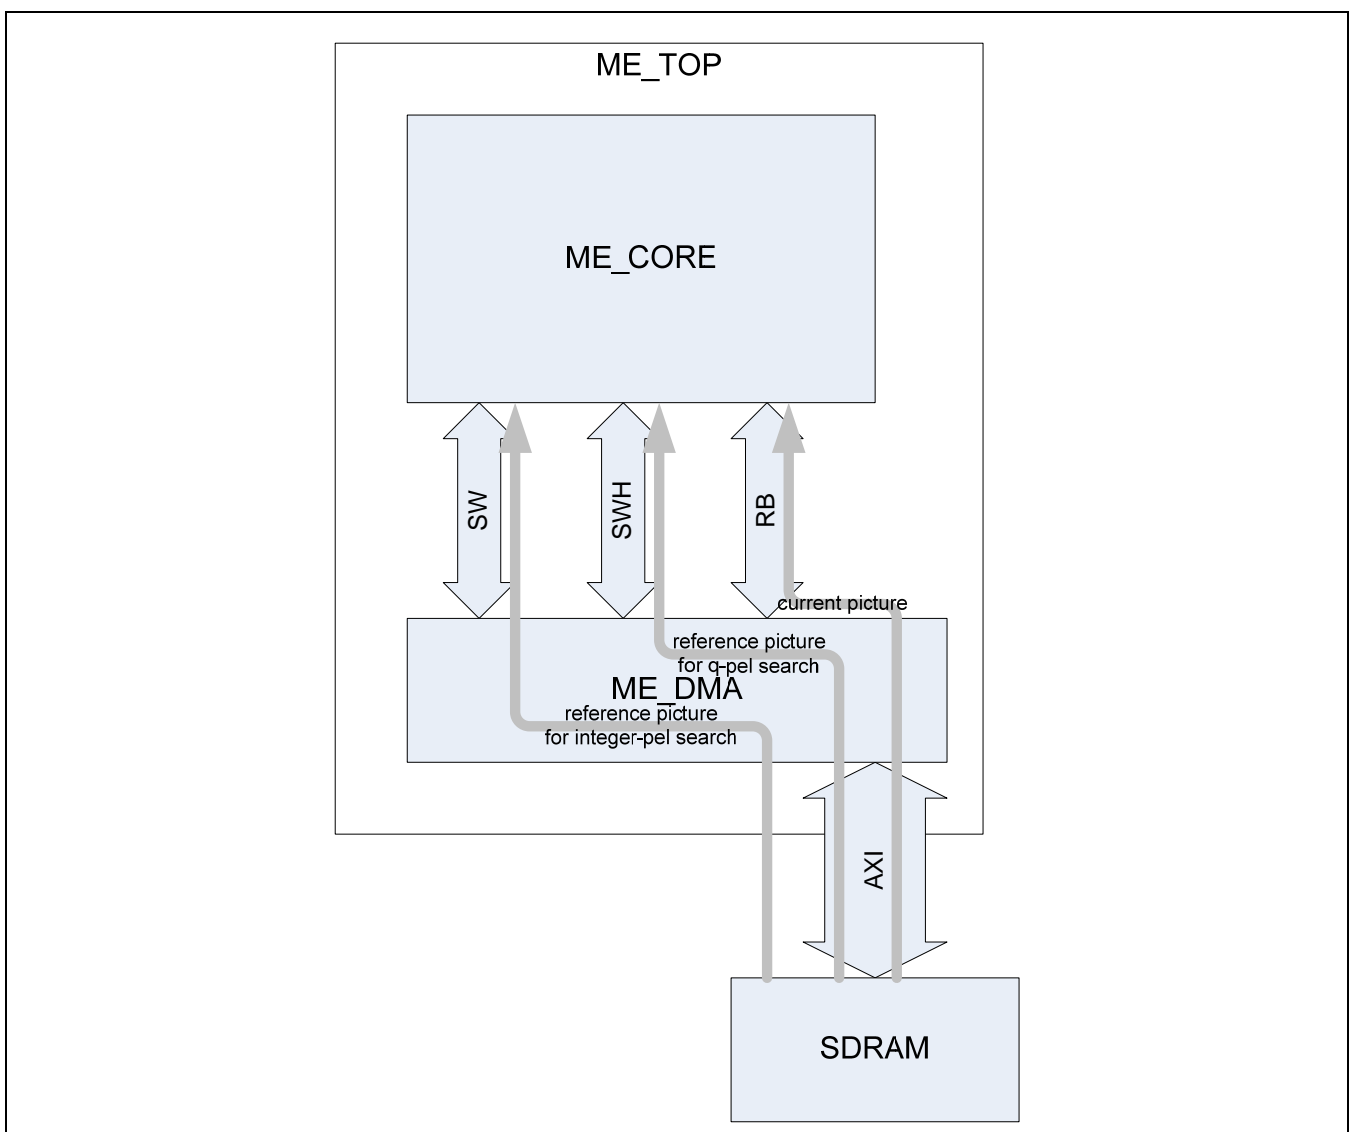 ME_TOP
ME_CORE
SW
SWH
RB
current picture
reference picture
for q-pel search
ME_DMA
reference picture
for integer-pel search
AXI
SDRAM